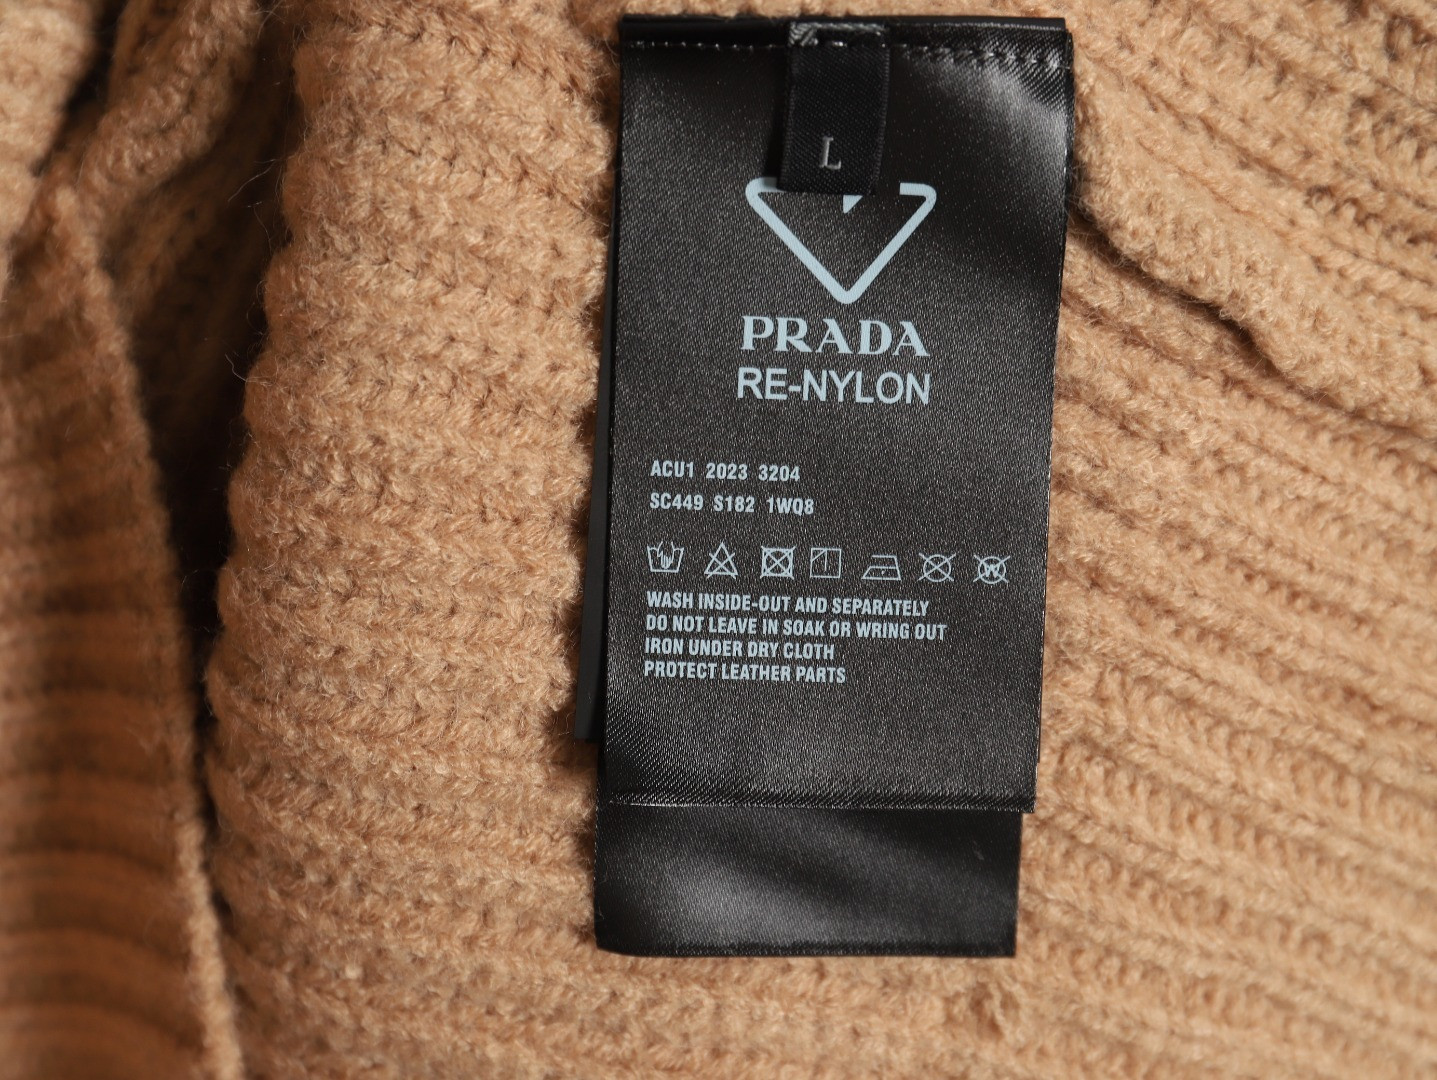 L
PRADA
RE-NYLON
ACU1 2023 3204
SC449 S182 1WQ8
WASH INSIDE-OUT AND SEPARATELY
DO NOT LEAVE IN SOAK OR WRING OUT
IRON UNDER DRY CLOTH
PROTECT LEATHER PARTS